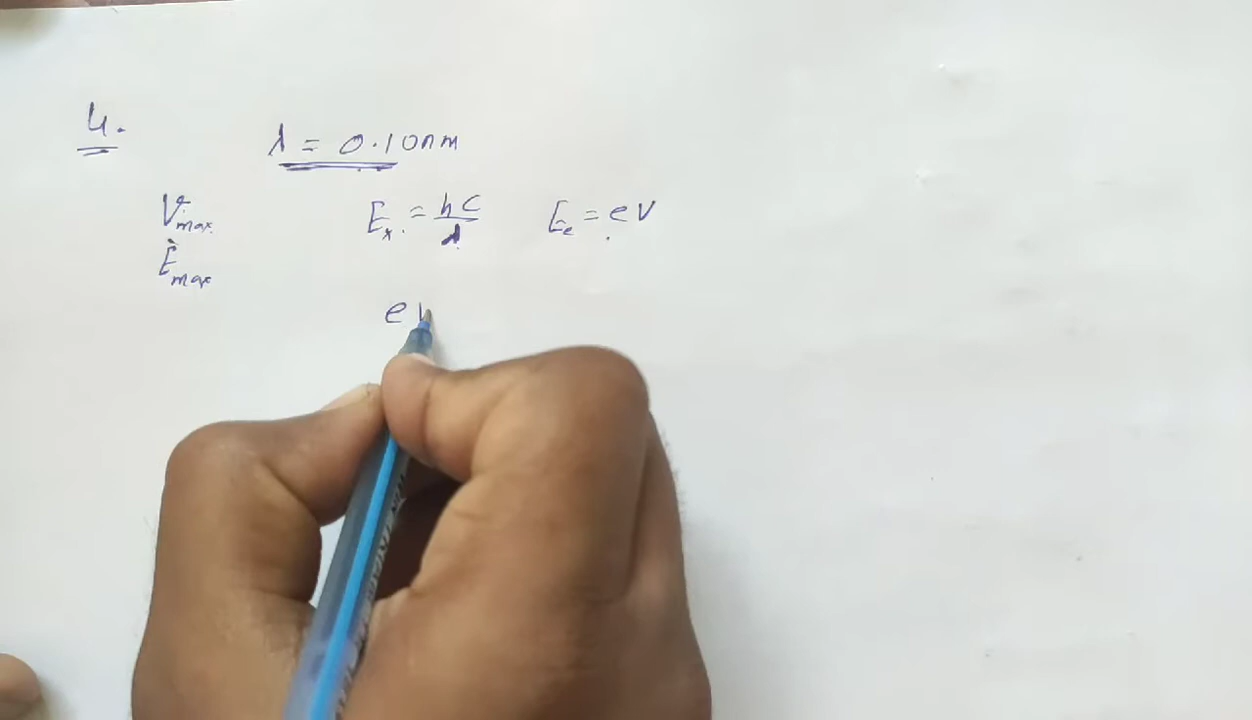 4.
λ = 0.10nm
Vmax
Ex = hc/λ Ee = eV
Emax
e